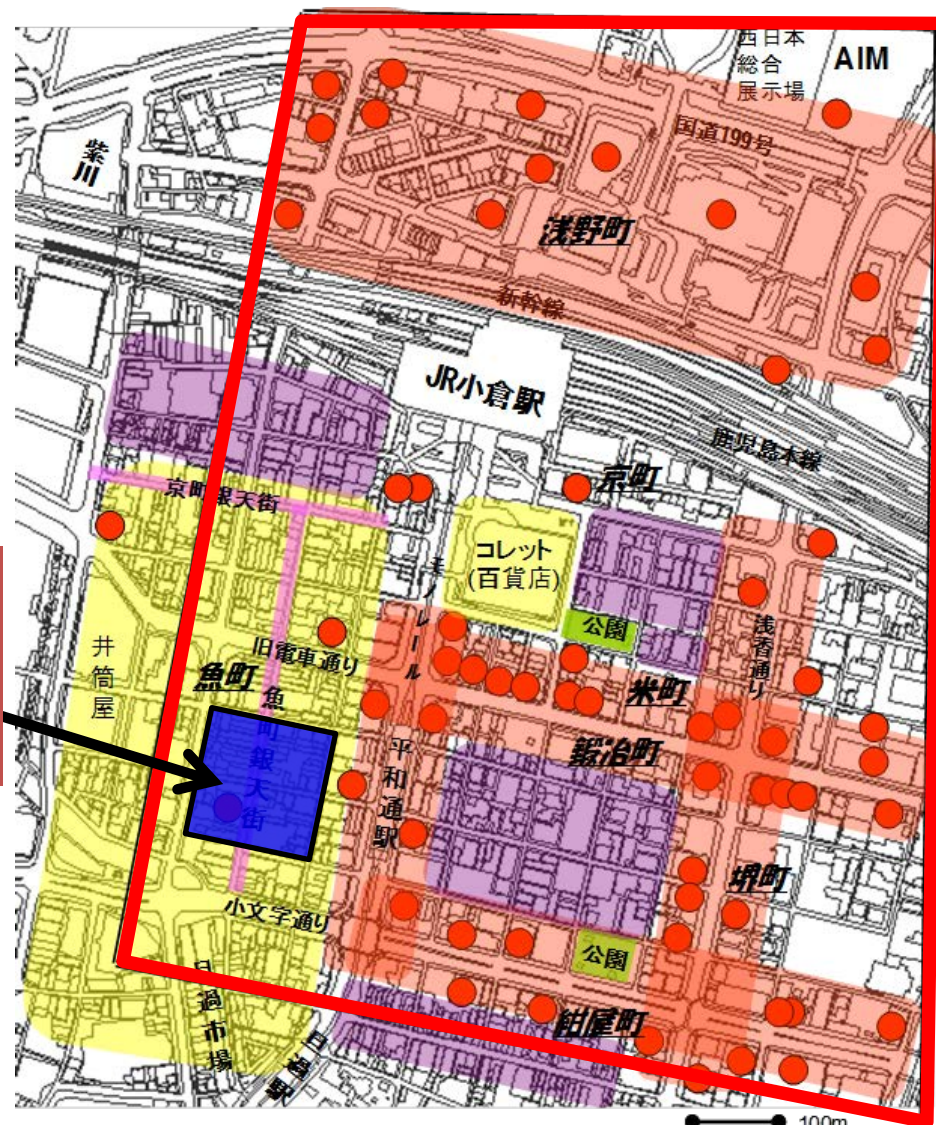 西日本
総合
展示場
AIM
国道199号
紫川
浅野町
新幹線
JR小倉駅
鹿児島本線
京町
京町銀天街
コレット
(百貨店)
モノレール
公園
浅香通り
旧電車通り
井筒屋
魚町
米町
魚町銀天街
鍛冶町
平和通駅
堺町
小文字通り
公園
旦過市場
紺屋町
旦過駅
100m